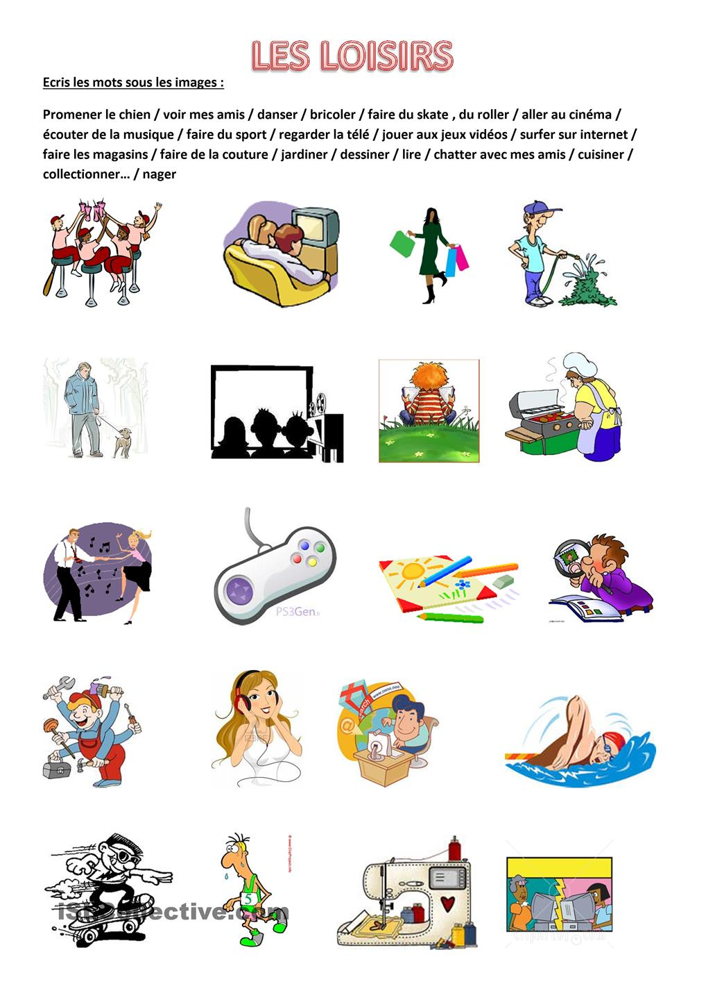 LES LOISIRS
Ecris les mots sous les images :
Promener le chien / voir mes amis / danser / bricoler / faire du skate , du roller / aller au cinéma /
écouter de la musique / faire du sport / regarder la télé / jouer aux jeux vidéos / surfer sur internet /
faire les magasins / faire de la couture / jardiner / dessiner / lire / chatter avec mes amis / cuisiner /
collectionner... / nager
PS3Gen.fr
search
@
5
iSLCollective.com